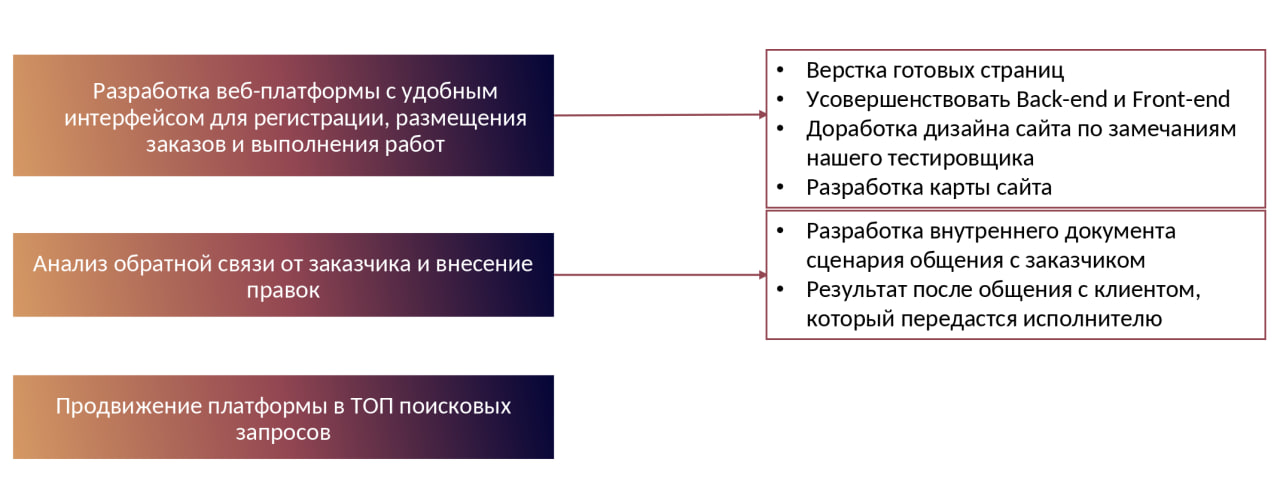 Разработка веб-платформы с удобным
интерфейсом для регистрации, размещения
заказов и выполнения работ
• Верстка готовых страниц
• Усовершенствовать Back-end и Front-end
• Доработка дизайна сайта по замечаниям
нашего тестировщика
• Разработка карты сайта
Анализ обратной связи от заказчика и внесение
правок
• Разработка внутреннего документа
сценария общения с заказчиком
• Результат после общения с клиентом,
который передастся исполнителю
Продвижение платформы в ТОП поисковых
запросов